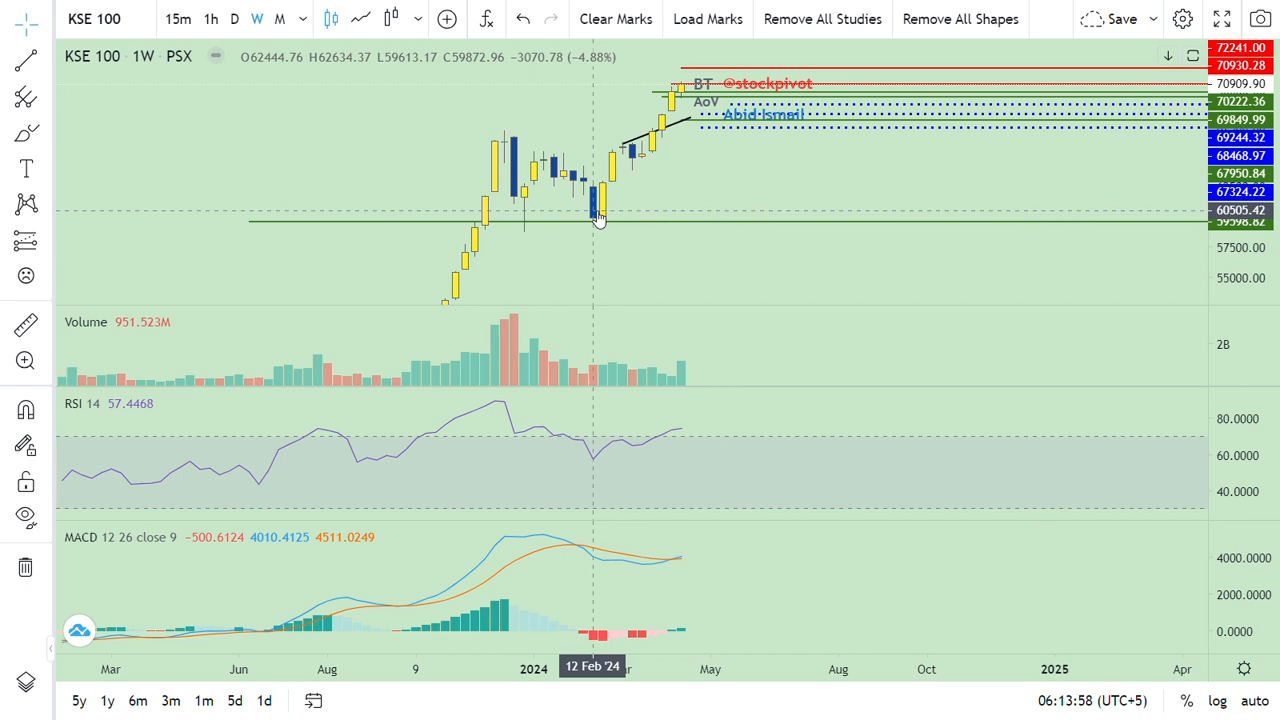 KSE 100 15m 1h D W M Clear Marks Load Marks Remove All Studies Remove All Shapes Save
KSE 100 1W PSX O62444.76 H62634.37 L59613.17 B59872.96 −3070.78 (−4.88%)
72241.00
70930.28
BT @stockpivot
70909.90
AoV
70222.36
Abid Ismail
69849.99
69244.32
68468.97
67950.84
67324.22
60505.42
59598.82
57500.00
55000.00
Volume 951.523M
2B
RSI 14 57.4468
80.0000
60.0000
40.0000
MACD 12 26 close 9 −500.6124 4010.4125 4511.0249
4000.0000
2000.0000
0.0000
Mar Jun Aug 9 2024 12 Feb '24 May Aug Oct 2025 Apr
5y 1y 6m 3m 1m 5d 1d 06:13:58 (UTC+5) % log auto